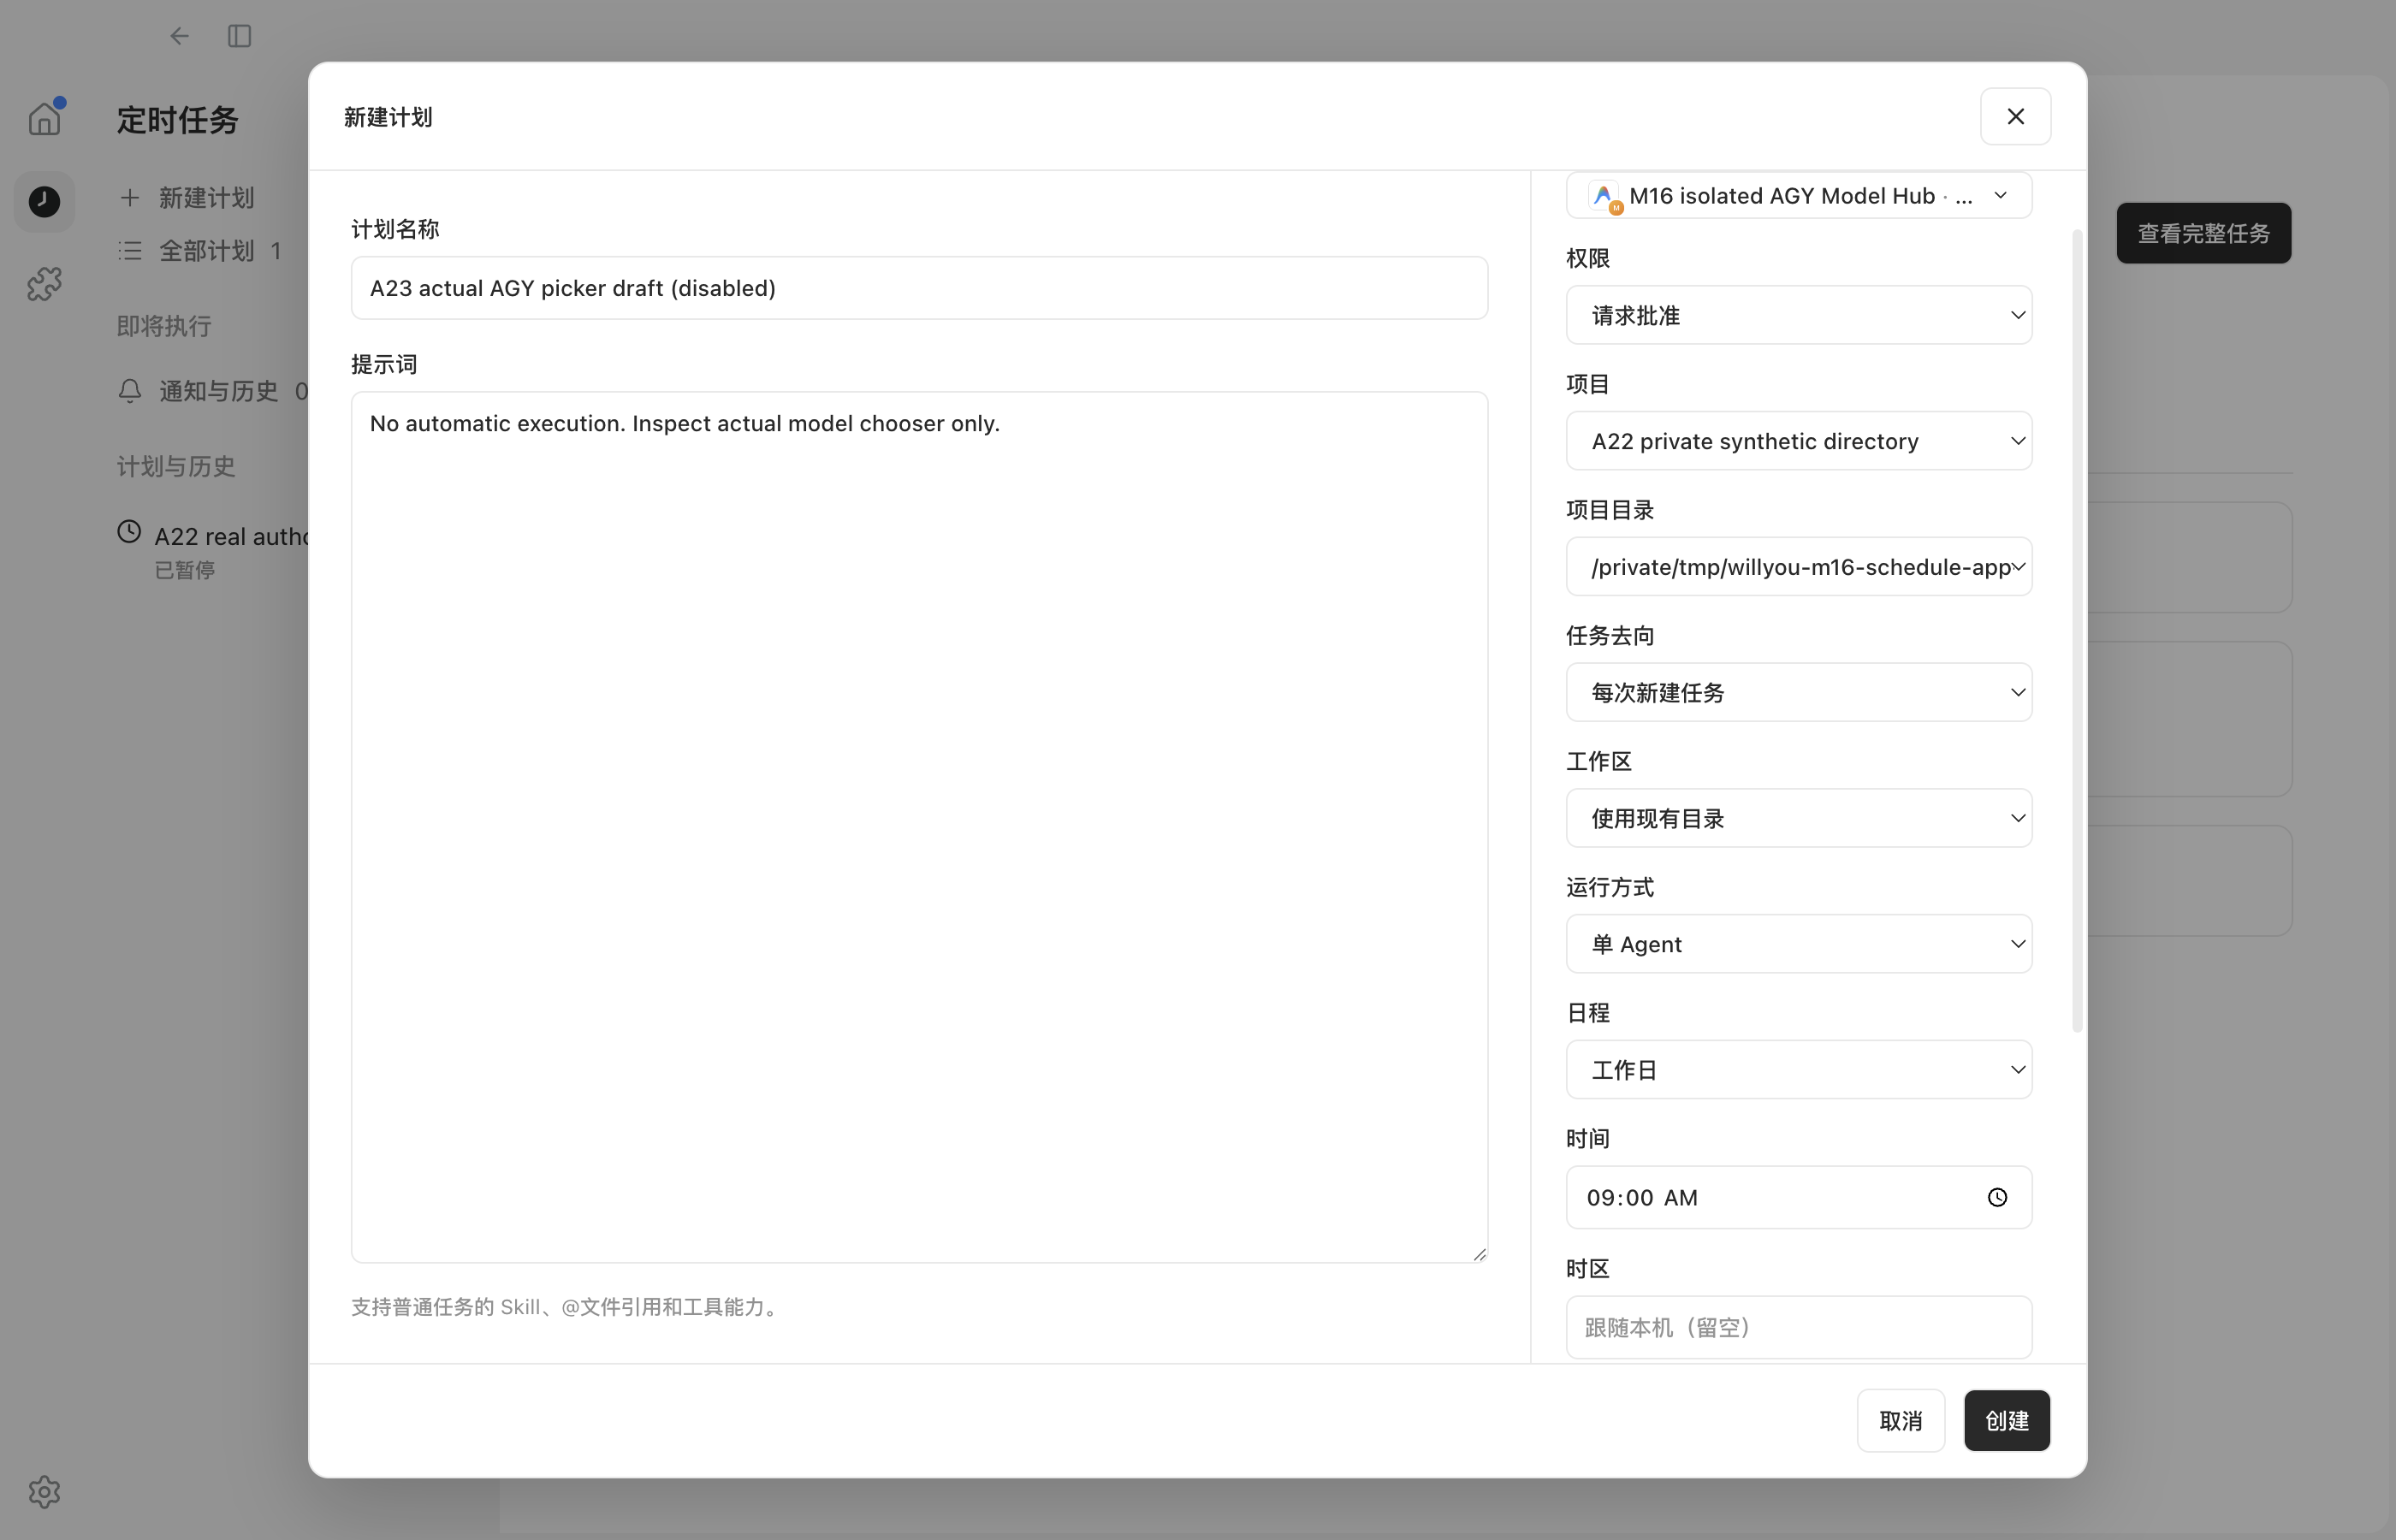 定时任务
新建计划
全部计划 1
即将执行
通知与历史 0
计划与历史
A22 real autho
已暂停
查看完整任务
新建计划
计划名称
A23 actual AGY picker draft (disabled)
提示词
No automatic execution. Inspect actual model chooser only.
支持普通任务的 Skill、@文件引用和工具能力。
M16 isolated AGY Model Hub · ...
权限
请求批准
项目
A22 private synthetic directory
项目目录
/private/tmp/willyou-m16-schedule-app
任务去向
每次新建任务
工作区
使用现有目录
运行方式
单 Agent
日程
工作日
时间
09:00 AM
时区
跟随本机（留空）
取消
创建